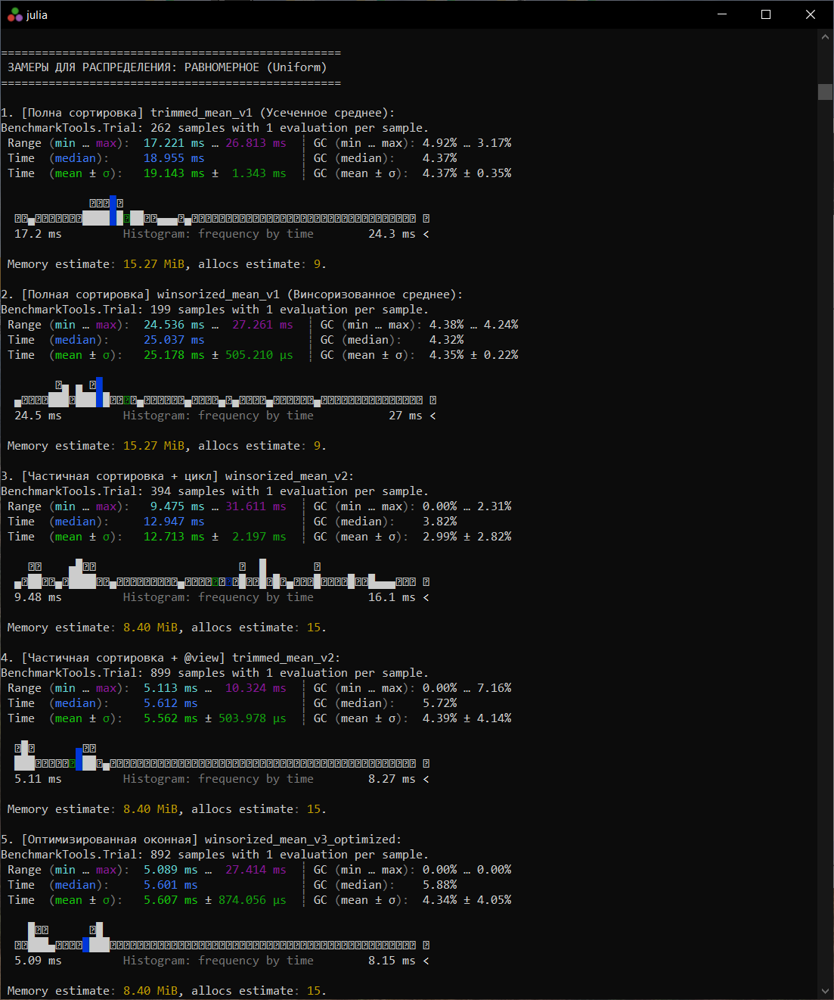 julia
==================================================
ЗАМЕРЫ ДЛЯ РАСПРЕДЕЛЕНИЯ: РАВНОМЕРНОЕ (Uniform)
==================================================
1. [Полна сортировка] trimmed_mean_v1 (Усеченное среднее):
BenchmarkTools.Trial: 262 samples with 1 evaluation per sample.
Range (min … max):  17.221 ms … 26.813 ms  ┊ GC (min … max): 4.92% … 3.17%
Time  (median):     18.955 ms              ┊ GC (median):    4.37%
Time  (mean ± σ):   19.143 ms ±  1.343 ms  ┊ GC (mean ± σ):  4.37% ± 0.35%
17.2 ms         Histogram: frequency by time        24.3 ms <
Memory estimate: 15.27 MiB, allocs estimate: 9.
2. [Полная сортировка] winsorized_mean_v1 (Винсоризованное среднее):
BenchmarkTools.Trial: 199 samples with 1 evaluation per sample.
Range (min … max):  24.536 ms …  27.261 ms  ┊ GC (min … max): 4.38% … 4.24%
Time  (median):     25.037 ms               ┊ GC (median):    4.32%
Time  (mean ± σ):   25.178 ms ± 505.210 μs  ┊ GC (mean ± σ):  4.35% ± 0.22%
24.5 ms         Histogram: frequency by time           27 ms <
Memory estimate: 15.27 MiB, allocs estimate: 9.
3. [Частичная сортировка + цикл] winsorized_mean_v2:
BenchmarkTools.Trial: 394 samples with 1 evaluation per sample.
Range (min … max):   9.475 ms … 31.611 ms  ┊ GC (min … max): 0.00% … 2.31%
Time  (median):     12.947 ms              ┊ GC (median):    3.82%
Time  (mean ± σ):   12.713 ms ±  2.197 ms  ┊ GC (mean ± σ):  2.99% ± 2.82%
9.48 ms         Histogram: frequency by time        16.1 ms <
Memory estimate: 8.40 MiB, allocs estimate: 15.
4. [Частичная сортировка + @view] trimmed_mean_v2:
BenchmarkTools.Trial: 899 samples with 1 evaluation per sample.
Range (min … max):  5.113 ms …  10.324 ms  ┊ GC (min … max): 0.00% … 7.16%
Time  (median):     5.612 ms               ┊ GC (median):    5.72%
Time  (mean ± σ):   5.562 ms ± 503.978 μs  ┊ GC (mean ± σ):  4.39% ± 4.14%
5.11 ms         Histogram: frequency by time        8.27 ms <
Memory estimate: 8.40 MiB, allocs estimate: 15.
5. [Оптимизированная оконная] winsorized_mean_v3_optimized:
BenchmarkTools.Trial: 892 samples with 1 evaluation per sample.
Range (min … max):  5.089 ms …  27.414 ms  ┊ GC (min … max): 0.00% … 0.00%
Time  (median):     5.601 ms               ┊ GC (median):    5.88%
Time  (mean ± σ):   5.607 ms ± 874.056 μs  ┊ GC (mean ± σ):  4.34% ± 4.05%
5.09 ms         Histogram: frequency by time        8.15 ms <
Memory estimate: 8.40 MiB, allocs estimate: 15.